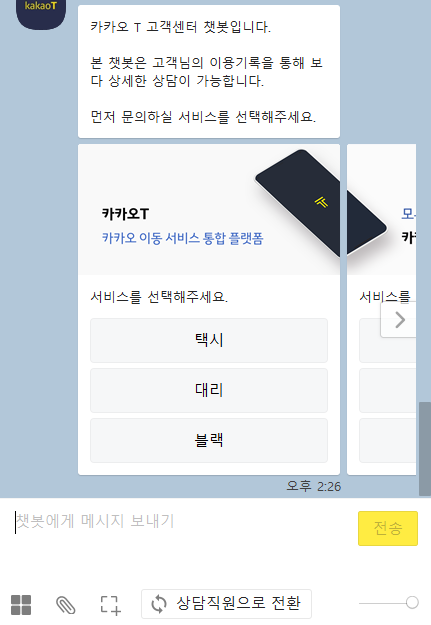 kakaoT
카카오 T 고객센터 챗봇입니다.
본 챗봇은 고객님의 이용기록을 통해 보
다 상세한 상담이 가능합니다.
먼저 문의하실 서비스를 선택해주세요.
카카오T
카카오 이동 서비스 통합 플랫폼
서비스를 선택해주세요.
택시
대리
블랙
모
카
서비스를
오후 2:26
챗봇에게 메시지 보내기
전송
상담직원으로 전환